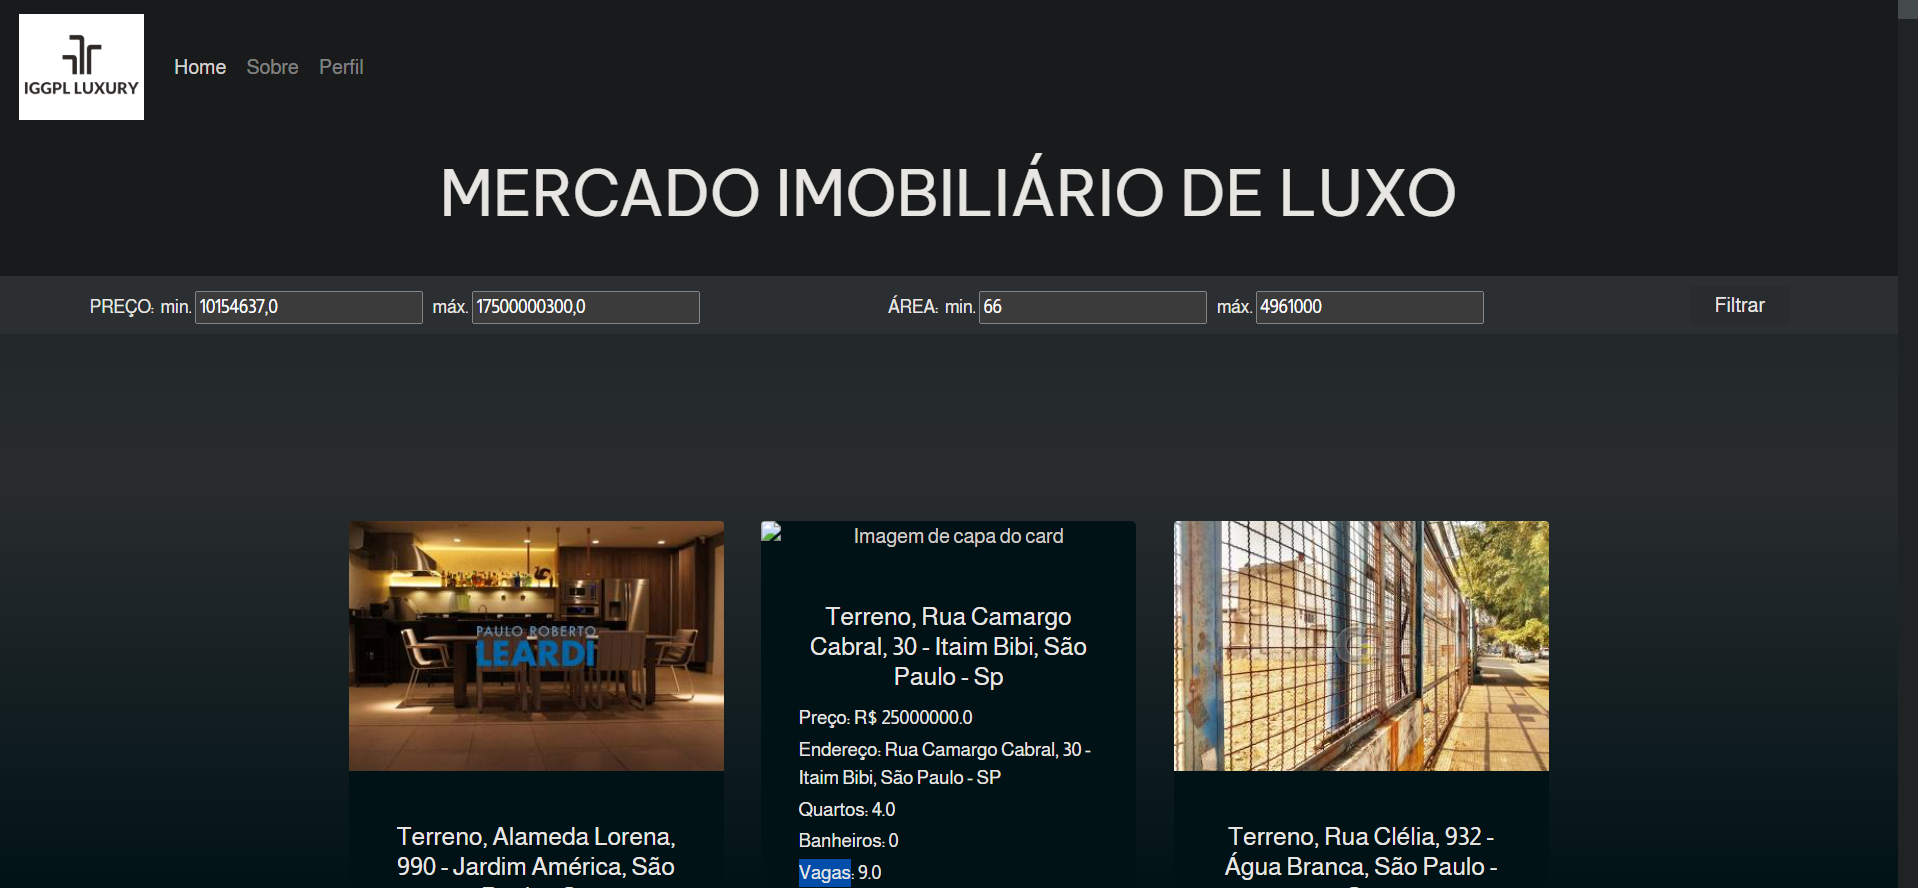 IGGPL LUXURY
Home Sobre Perfil
MERCADO IMOBILIÁRIO DE LUXO
PREÇO: min. 10154637,0 máx. 17500000300,0 ÁREA: min. 66 máx. 4961000 Filtrar
PAULO ROBERTO
LEARDI
Terreno, Alameda Lorena,
990 - Jardim América, São
Imagem de capa do card
Terreno, Rua Camargo
Cabral, 30 - Itaim Bibi, São
Paulo - Sp
Preço: R$ 25000000.0
Endereço: Rua Camargo Cabral, 30 -
Itaim Bibi, São Paulo - SP
Quartos: 4.0
Banheiros: 0
Vagas: 9.0
Terreno, Rua Clélia, 932 -
Água Branca, São Paulo -